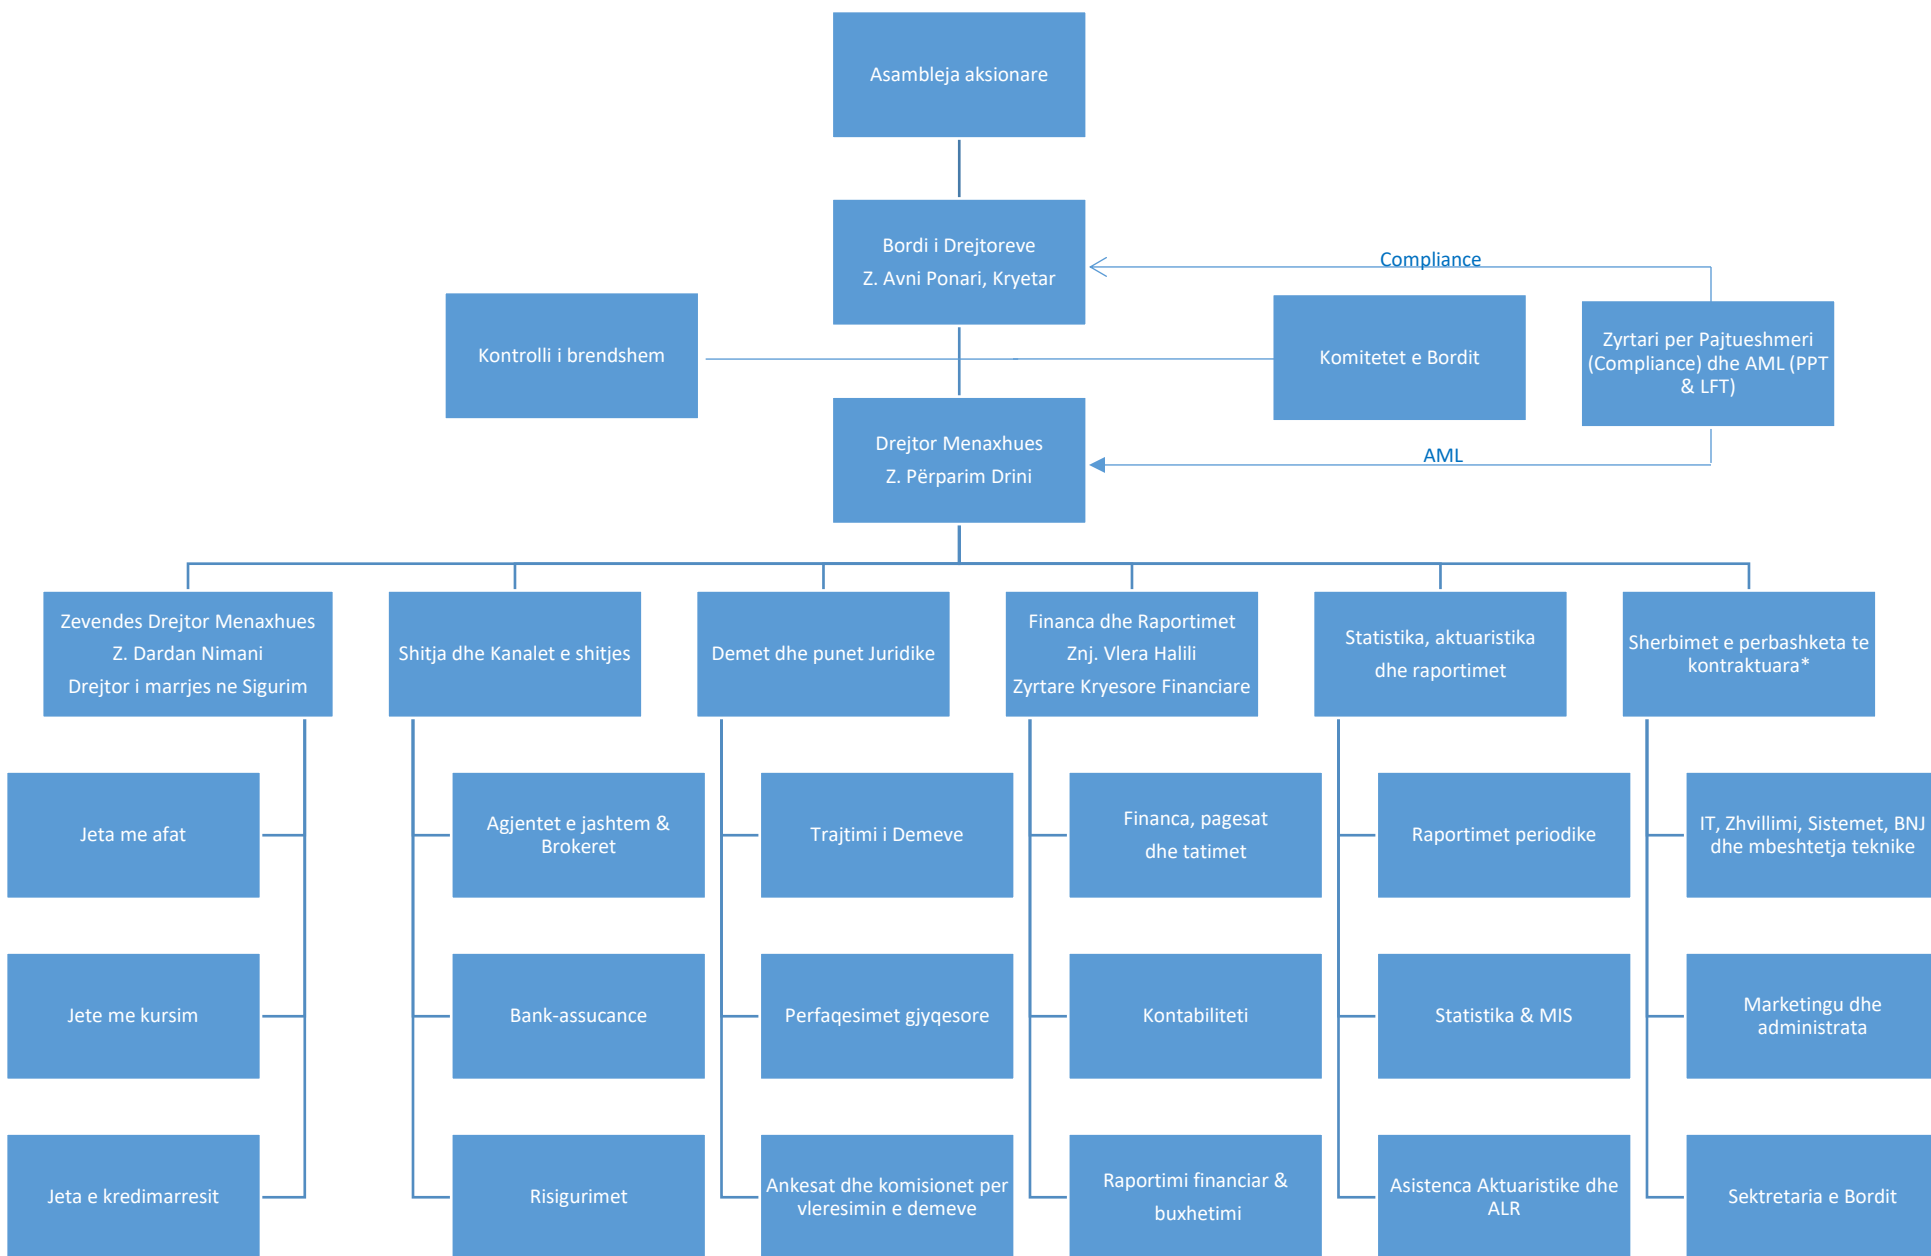 Asambleja aksionare
Bordi i Drejtoreve
Z. Avni Ponari, Kryetar
Compliance
Kontrolli i brendshem
Komitetet e Bordit
Zyrtari per Pajtueshmeri
(Compliance) dhe AML (PPT
& LFT)
Drejtor Menaxhues
Z. Përparim Drini
AML
Zevendes Drejtor Menaxhues
Z. Dardan Nimani
Drejtor i marrjes ne Sigurim
Shitja dhe Kanalet e shitjes
Demet dhe punet Juridike
Financa dhe Raportimet
Znj. Vlera Halili
Zyrtare Kryesore Financiare
Statistika, aktuaristika
dhe raportimet
Sherbimet e perbashketa te
kontraktuara*
Jeta me afat
Agjentet e jashtem &
Brokeret
Trajtimi i Demeve
Financa, pagesat
dhe tatimet
Raportimet periodike
IT, Zhvillimi, Sistemet, BNJ
dhe mbeshtetja teknike
Jete me kursim
Bank-assucance
Perfaqesimet gjyqesore
Kontabiliteti
Statistika & MIS
Marketingu dhe
administrata
Jeta e kredimarresit
Risigurimet
Ankesat dhe komisionet per
vleresimin e demeve
Raportimi financiar &
buxhetimi
Asistenca Aktuaristike dhe
ALR
Sektretaria e Bordit